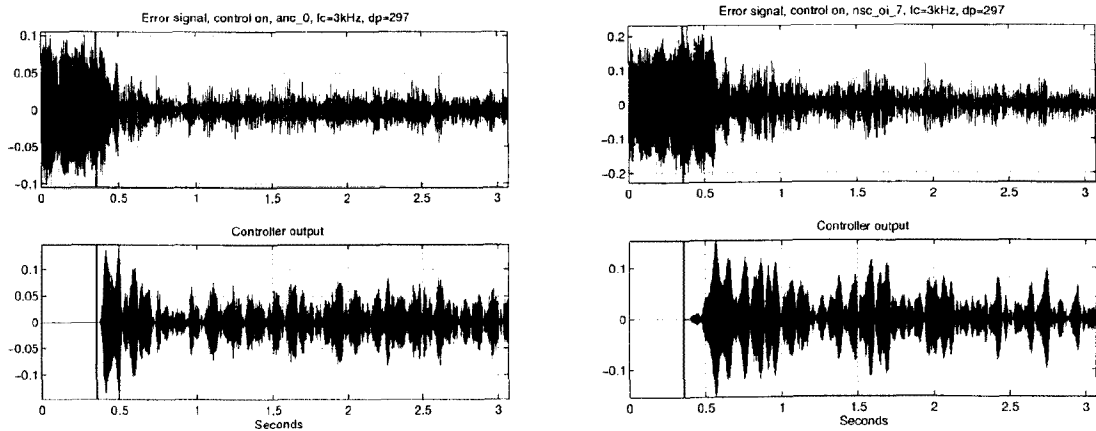 Error signal, control on, anc_0, fc=3kHz, dp=297
0.1
0.05
0
−0.05
−0.1
0 0.5 1 1.5 2 2.5 3
Controller output
0.1
0.05
0
−0.05
−0.1
0 0.5 1 1.5 2 2.5 3
Seconds
Error signal, control on, nsc_oi_7, fc=3kHz, dp=297
0.2
0.1
0
−0.1
−0.2
0 0.5 1 1.5 2 2.5 3
Controller output
0.1
0
−0.1
0 0.5 1 1.5 2 2.5 3
Seconds